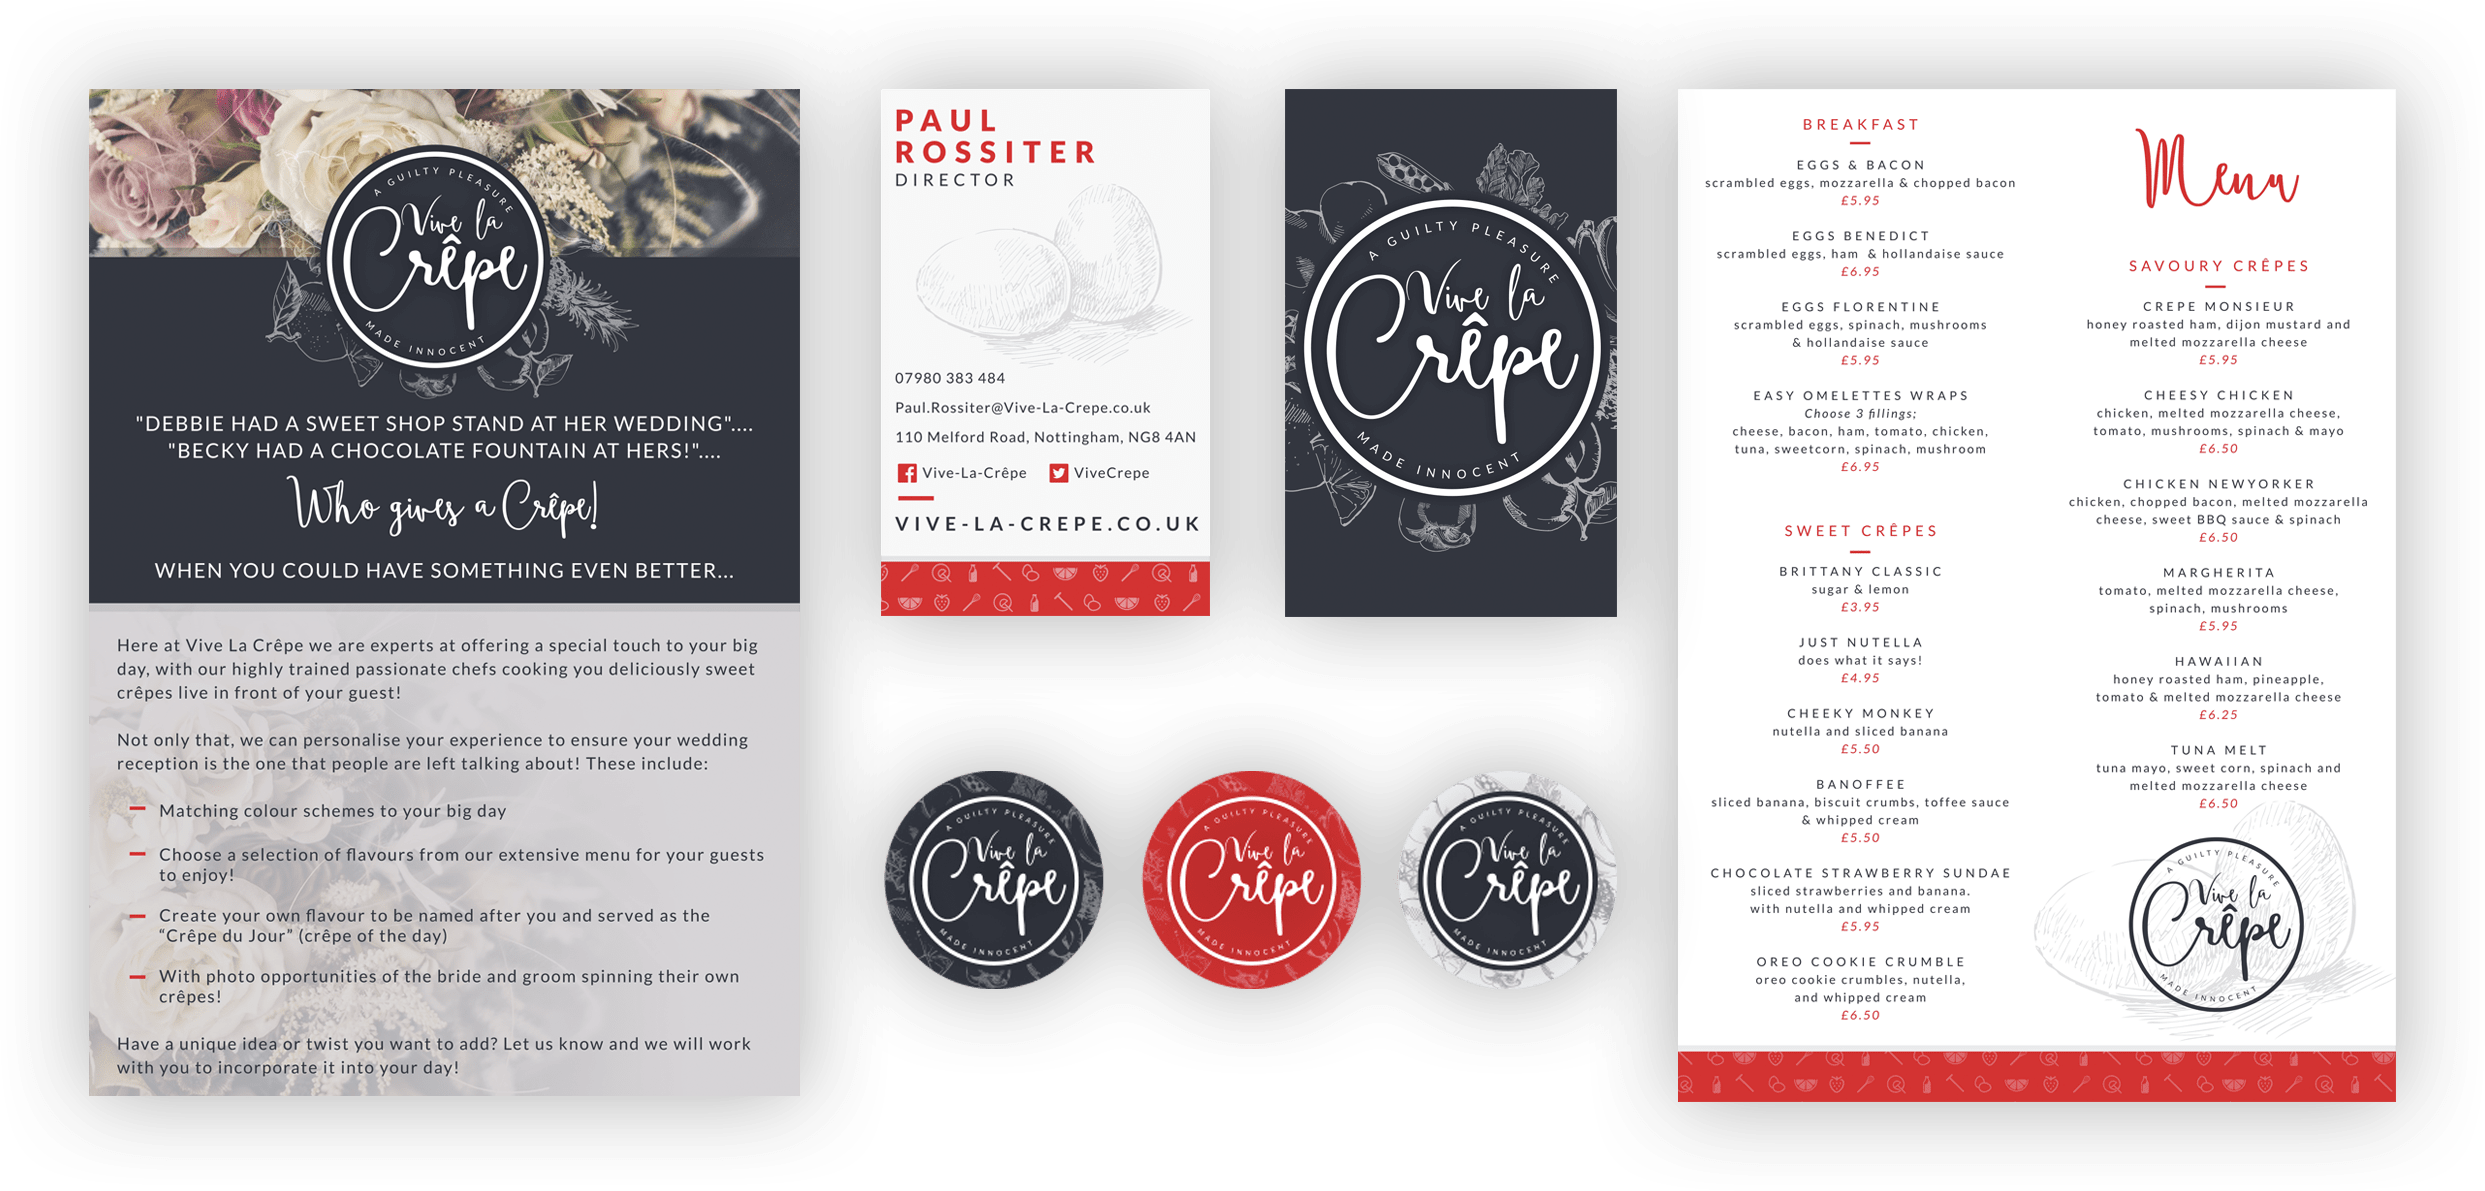 A GUILTY PLEASURE
Vive la
Crêpe
MADE INNOCENT
"DEBBIE HAD A SWEET SHOP STAND AT HER WEDDING"....
"BECKY HAD A CHOCOLATE FOUNTAIN AT HERS!"....
Who gives a Crêpe!
WHEN YOU COULD HAVE SOMETHING EVEN BETTER...
Here at Vive La Crêpe we are experts at offering a special touch to your big
day, with our highly trained passionate chefs cooking you deliciously sweet
crêpes live in front of your guest!
Not only that, we can personalise your experience to ensure your wedding
reception is the one that people are left talking about! These include:
Matching colour schemes to your big day
Choose a selection of flavours from our extensive menu for your guests
to enjoy!
Create your own flavour to be named after you and served as the
“Crêpe du Jour” (crêpe of the day)
With photo opportunities of the bride and groom spinning their own
crêpes!
Have a unique idea or twist you want to add? Let us know and we will work
with you to incorporate it into your day!
PAUL
ROSSITER
DIRECTOR
07980 383 484
Paul.Rossiter@Vive-La-Crepe.co.uk
110 Melford Road, Nottingham, NG8 4AN
Vive-La-Crêpe ViveCrepe
VIVE-LA-CREPE.CO.UK
A GUILTY PLEASURE
Vive la
Crêpe
MADE INNOCENT
A GUILTY PLEASURE
Vive la
Crêpe
MADE INNOCENT
A GUILTY PLEASURE
Vive la
Crêpe
MADE INNOCENT
A GUILTY PLEASURE
Vive la
Crêpe
MADE INNOCENT
BREAKFAST
EGGS & BACON
scrambled eggs, mozzarella & chopped bacon
£5.95
EGGS BENEDICT
scrambled eggs, ham & hollandaise sauce
£6.95
EGGS FLORENTINE
scrambled eggs, spinach, mushrooms
& hollandaise sauce
£5.95
EASY OMELETTES WRAPS
Choose 3 fillings;
cheese, bacon, ham, tomato, chicken,
tuna, sweetcorn, spinach, mushroom
£6.95
SWEET CRÊPES
BRITTANY CLASSIC
sugar & lemon
£3.95
JUST NUTELLA
does what it says!
£4.95
CHEEKY MONKEY
nutella and sliced banana
£5.50
BANOFFEE
sliced banana, biscuit crumbs, toffee sauce
& whipped cream
£5.50
CHOCOLATE STRAWBERRY SUNDAE
sliced strawberries and banana.
with nutella and whipped cream
£5.95
OREO COOKIE CRUMBLE
oreo cookie crumbles, nutella,
and whipped cream
£6.50
Menu
SAVOURY CRÊPES
CREPE MONSIEUR
honey roasted ham, dijon mustard and
melted mozzarella cheese
£5.95
CHEESY CHICKEN
chicken, melted mozzarella cheese,
tomato, mushrooms, spinach & mayo
£6.50
CHICKEN NEWYORKER
chicken, chopped bacon, melted mozzarella
cheese, sweet BBQ sauce & spinach
£6.50
MARGHERITA
tomato, melted mozzarella cheese,
spinach, mushrooms
£5.95
HAWAIIAN
honey roasted ham, pineapple,
tomato & melted mozzarella cheese
£6.25
TUNA MELT
tuna mayo, sweet corn, spinach and
melted mozzarella cheese
£6.50
A GUILTY PLEASURE
Vive la
Crêpe
MADE INNOCENT